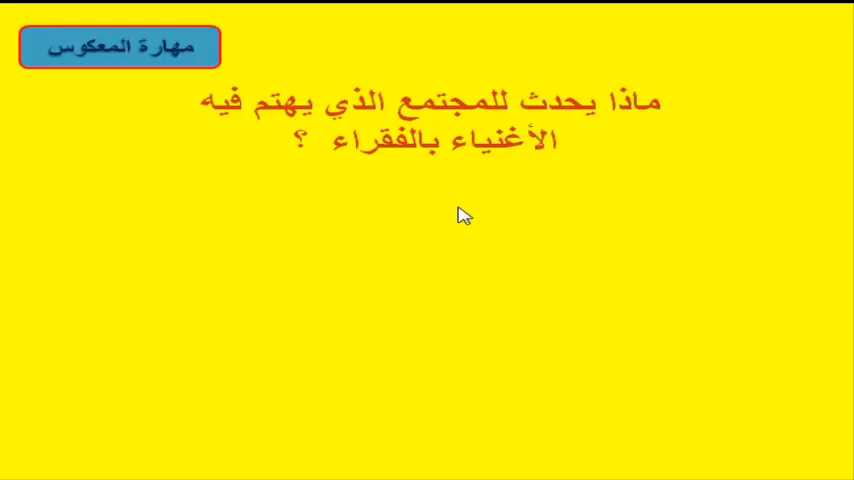 مهارة المعكوس
ماذا يحدث للمجتمع الذي يهتم فيه
الأغنياء بالفقراء ؟